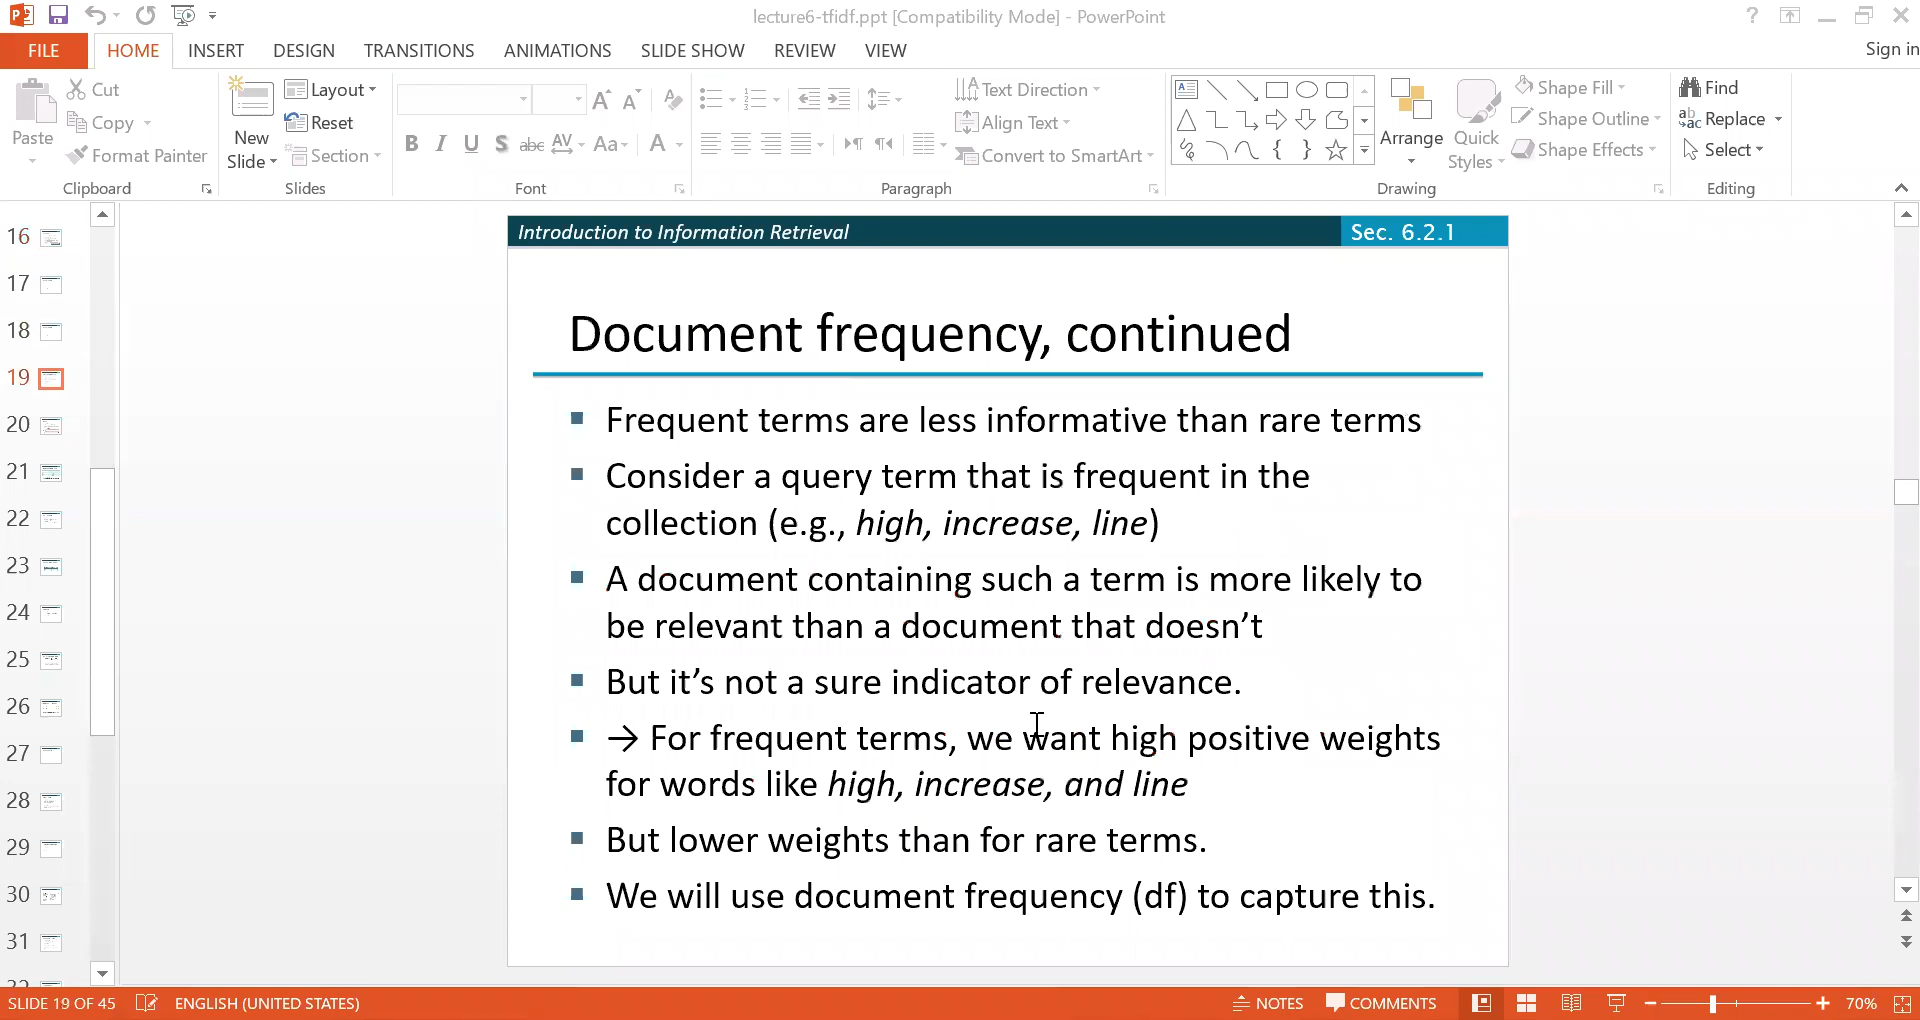 lecture6-tfidf.ppt [Compatibility Mode] - PowerPoint
?
FILE HOME INSERT DESIGN TRANSITIONS ANIMATIONS SLIDE SHOW REVIEW VIEW Sign in
Paste
Cut
Copy
Format Painter
Clipboard
New
Slide
Layout
Reset
Section
Slides
B I U S abc AV Aa A
Font
Text Direction
Align Text
Convert to SmartArt
Paragraph
Arrange
Quick
Styles
Shape Fill
Shape Outline
Shape Effects
Drawing
Find
Replace
Select
Editing
16
17
18
19
20
21
22
23
24
25
26
27
28
29
30
31
Introduction to Information Retrieval Sec. 6.2.1
Document frequency, continued
▪ Frequent terms are less informative than rare terms
▪ Consider a query term that is frequent in the
collection (e.g., high, increase, line)
▪ A document containing such a term is more likely to
be relevant than a document that doesn’t
▪ But it’s not a sure indicator of relevance.
▪ → For frequent terms, we want high positive weights
for words like high, increase, and line
▪ But lower weights than for rare terms.
▪ We will use document frequency (df) to capture this.
SLIDE 19 OF 45 ENGLISH (UNITED STATES) NOTES COMMENTS 70%